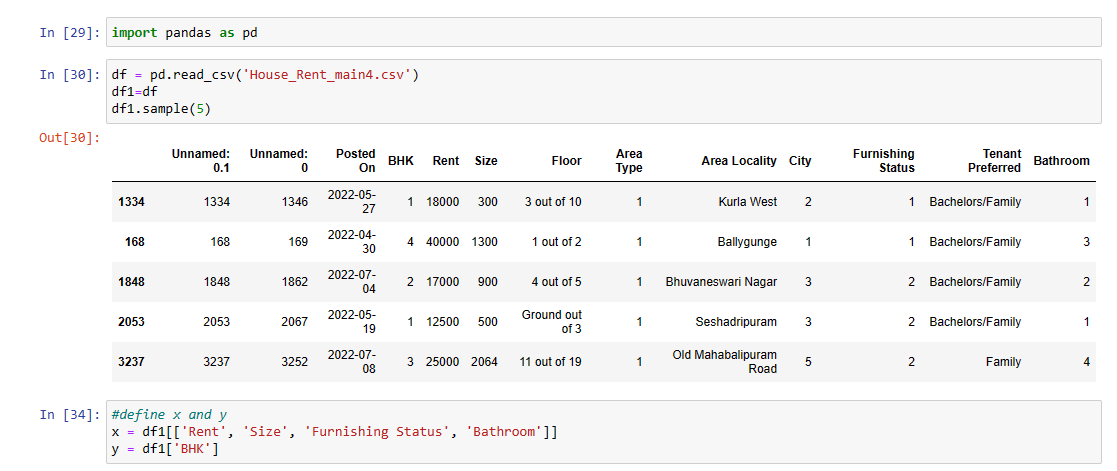 In [29]: import pandas as pd
In [30]: df = pd.read_csv('House_Rent_main4.csv')
df1=df
df1.sample(5)
Out[30]:
Unnamed: 0.1 Unnamed: 0 Posted On BHK Rent Size Floor Area Type Area Locality City Furnishing Status Tenant Preferred Bathroom
1334 1334 1346 2022-05-27 1 18000 300 3 out of 10 1 Kurla West 2 1 Bachelors/Family 1
168 168 169 2022-04-30 4 40000 1300 1 out of 2 1 Ballygunge 1 1 Bachelors/Family 3
1848 1848 1862 2022-07-04 2 17000 900 4 out of 5 1 Bhuvaneswari Nagar 3 2 Bachelors/Family 2
2053 2053 2067 2022-05-19 1 12500 500 Ground out of 3 1 Seshadripuram 3 2 Bachelors/Family 1
3237 3237 3252 2022-07-08 3 25000 2064 11 out of 19 1 Old Mahabalipuram Road 5 2 Family 4
In [34]: #define x and y
x = df1[['Rent', 'Size', 'Furnishing Status', 'Bathroom']]
y = df1['BHK']